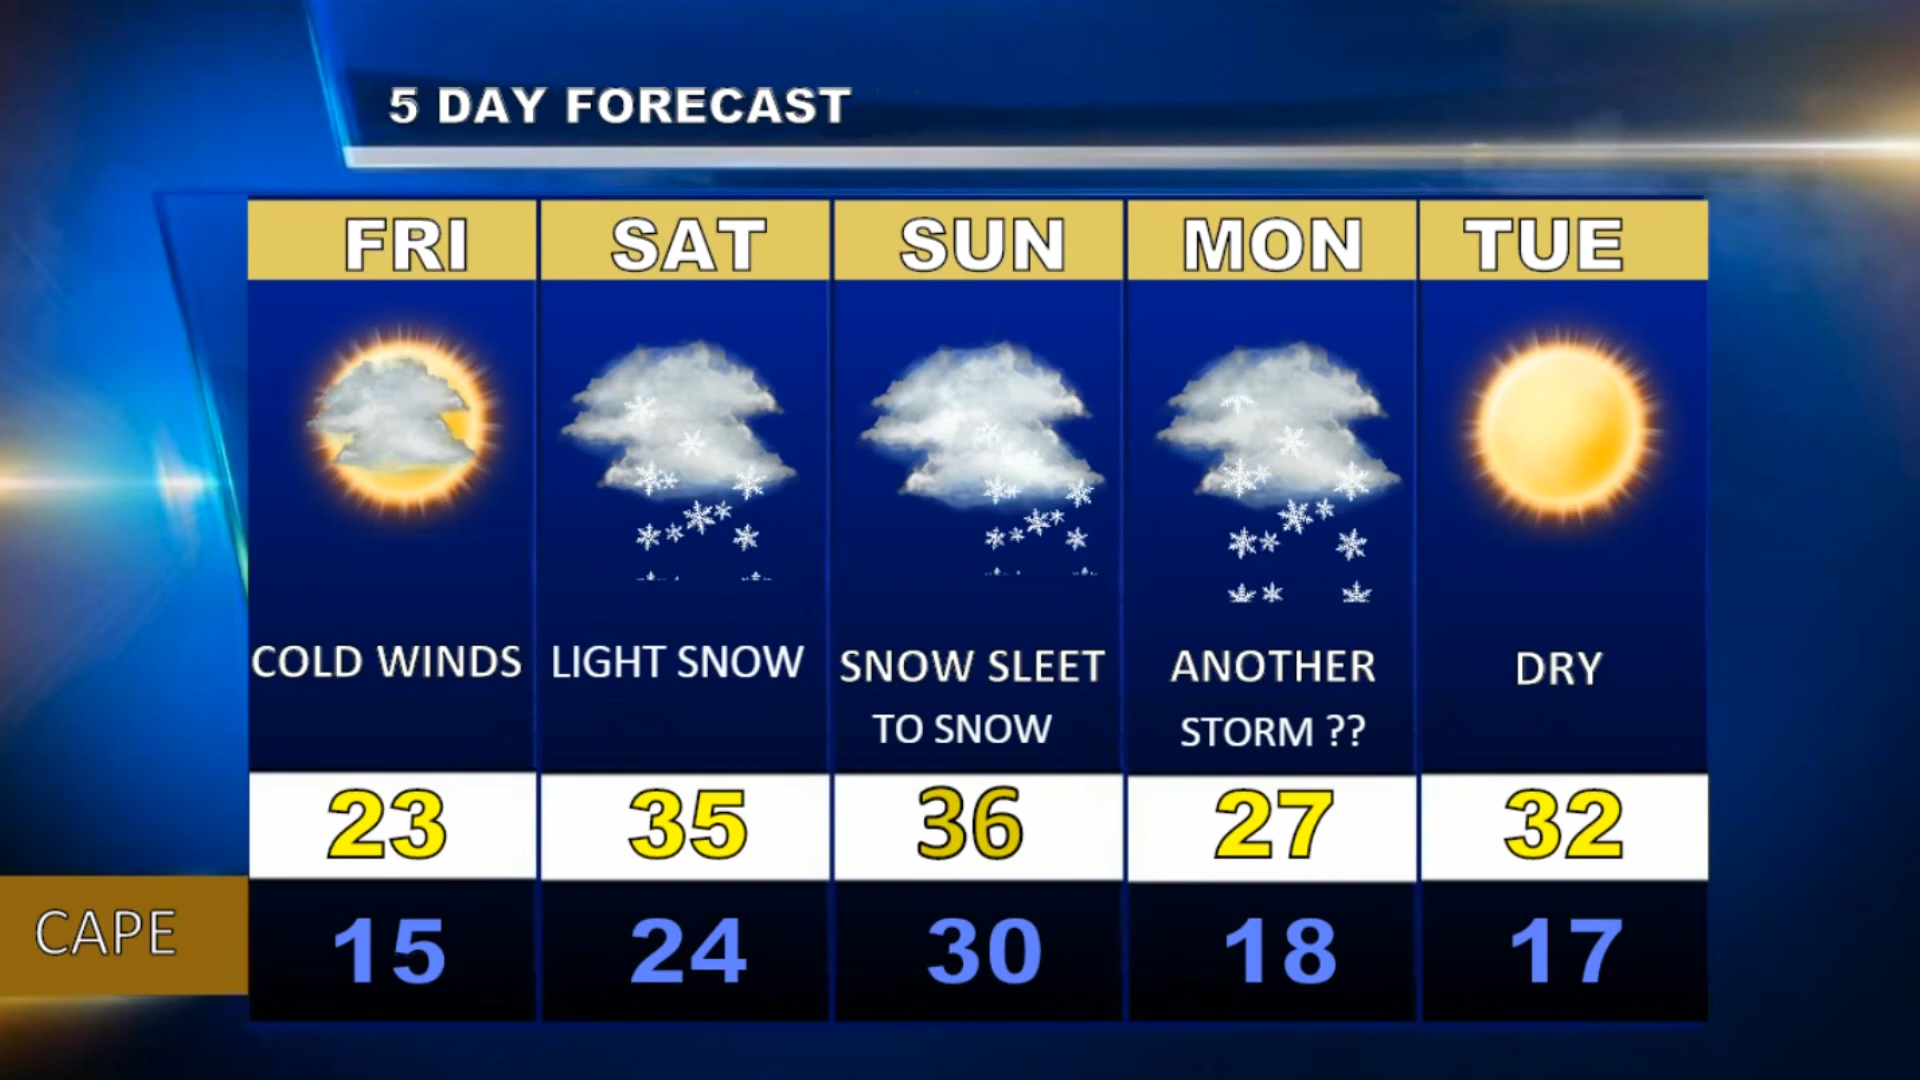 5 DAY FORECAST
FRI SAT SUN MON TUE
COLD WINDS LIGHT SNOW SNOW SLEET ANOTHER DRY
TO SNOW STORM ??
23 35 36 27 32
CAPE 15 24 30 18 17